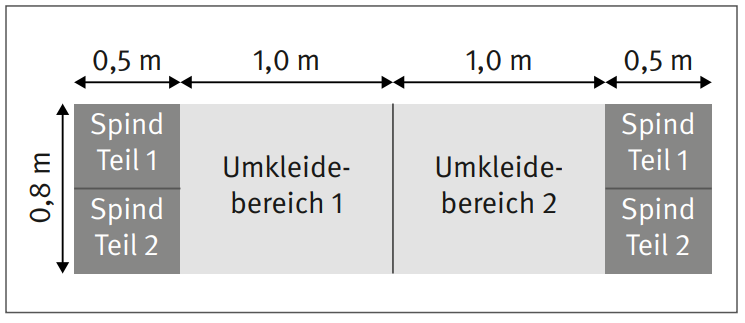 0,5 m
1,0 m
1,0 m
0,5 m
0,8 m
Spind
Teil 1
Spind
Teil 2
Umkleide-
bereich 1
Umkleide-
bereich 2
Spind
Teil 1
Spind
Teil 2